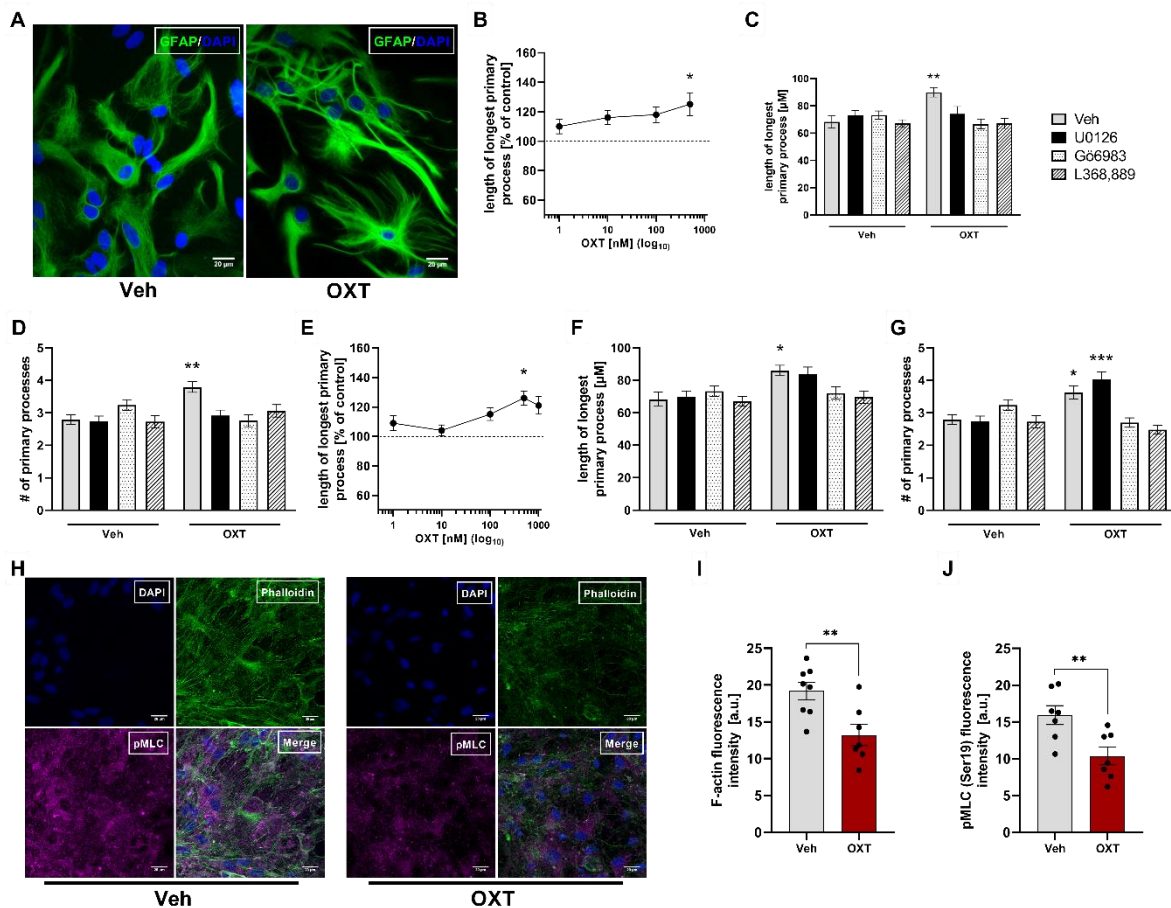 A
GFAP/DAPI
GFAP/DAPI
20 µm
20 µm
Veh
OXT
B
length of longest primary
process [% of control]
160
140
120
100
80
60
*
1
10
100
1000
OXT [nM] (log10)
C
length of longest
primary process [µM]
150
120
90
60
30
0
**
Veh
OXT
Veh
U0126
Gö6983
L368,889
D
# of primary processes
5
4
3
2
1
0
**
Veh
OXT
E
length of longest primary
process [% of control]
160
140
120
100
80
60
*
1
10
100
1000
OXT [nM] (log10)
F
length of longest
primary process [µM]
100
80
60
40
20
0
*
Veh
OXT
G
# of primary processes
5
4
3
2
1
0
*
***
Veh
OXT
H
DAPI
Phalloidin
pMLC
Merge
Veh
DAPI
Phalloidin
pMLC
Merge
OXT
I
F-actin fluorescence
intensity [a.u.]
25
20
15
10
5
0
**
Veh
OXT
J
pMLC (Ser19) fluorescence
intensity [a.u.]
25
20
15
10
5
0
**
Veh
OXT